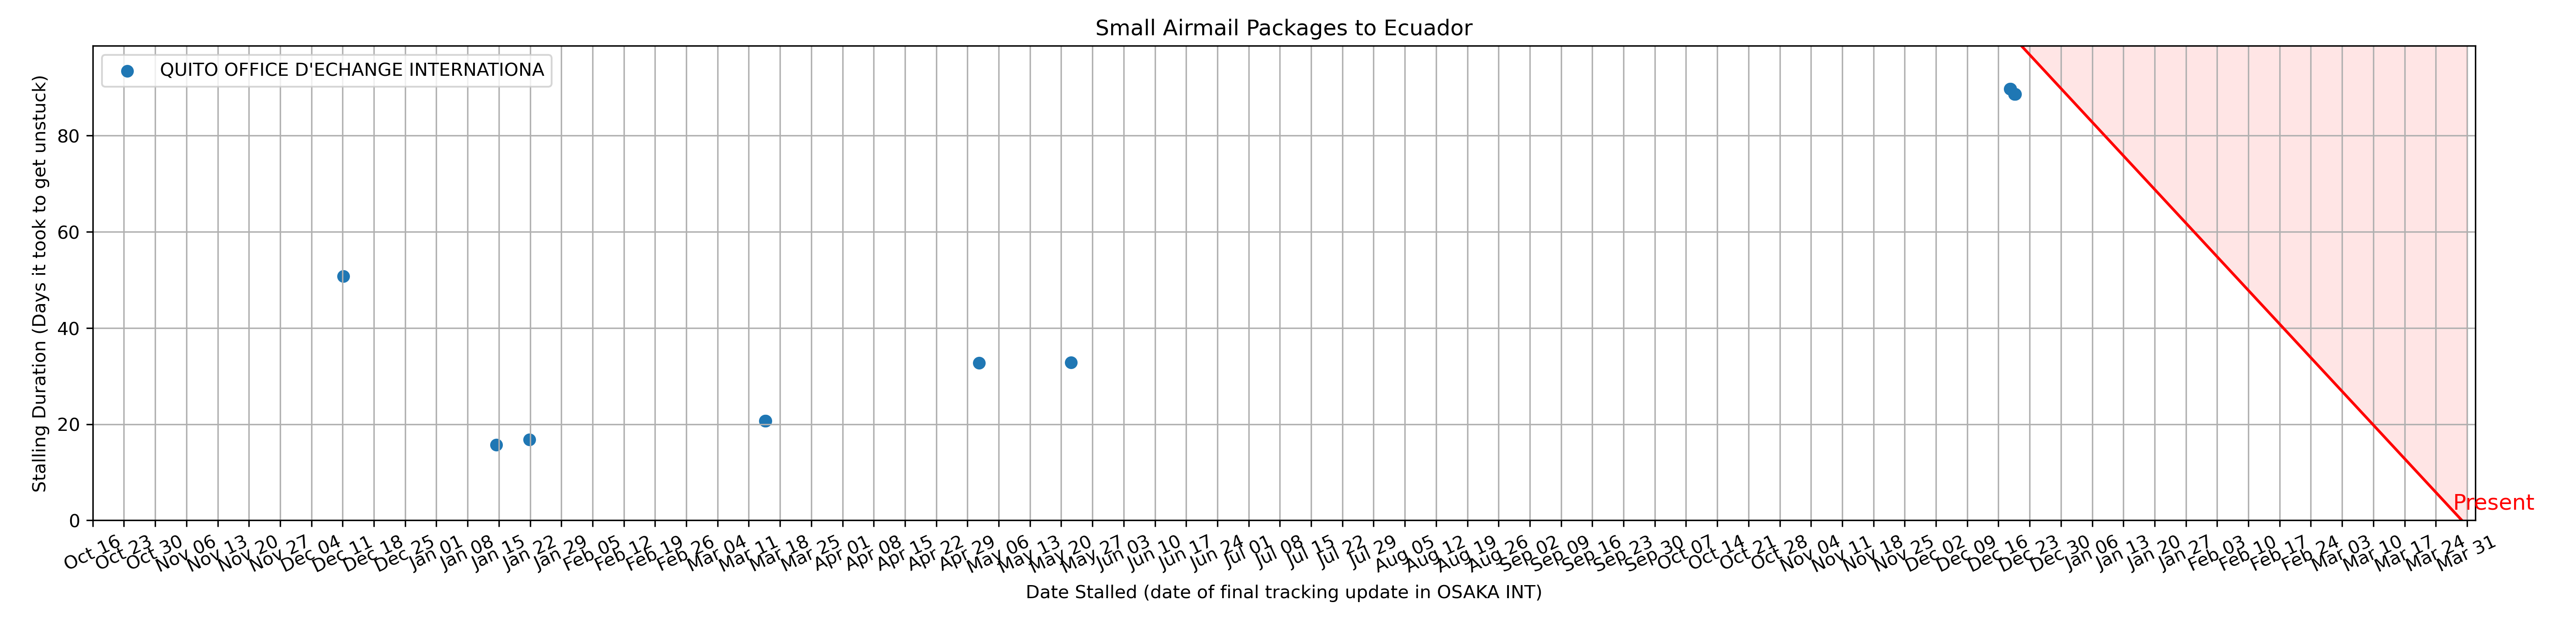 Small Airmail Packages to Ecuador
QUITO OFFICE D'ECHANGE INTERNATIONA
Stalling Duration (Days it took to get unstuck)
80
60
40
20
0
Present
Oct 16 Oct 23 Oct 30 Nov 06 Nov 13 Nov 20 Nov 27 Dec 04 Dec 11 Dec 18 Dec 25 Jan 01 Jan 08 Jan 15 Jan 22 Jan 29 Feb 05 Feb 12 Feb 19 Feb 26 Mar 04 Mar 11 Mar 18 Mar 25 Apr 01 Apr 08 Apr 15 Apr 22 Apr 29 May 06 May 13 May 20 May 27 Jun 03 Jun 10 Jun 17 Jun 24 Jul 01 Jul 08 Jul 15 Jul 22 Jul 29 Aug 05 Aug 12 Aug 19 Aug 26 Sep 02 Sep 09 Sep 16 Sep 23 Sep 30 Oct 07 Oct 14 Oct 21 Oct 28 Nov 04 Nov 11 Nov 18 Nov 25 Dec 02 Dec 09 Dec 16 Dec 23 Dec 30 Jan 06 Jan 13 Jan 20 Jan 27 Feb 03 Feb 10 Feb 17 Feb 24 Mar 03 Mar 10 Mar 17 Mar 24 Mar 31
Date Stalled (date of final tracking update in OSAKA INT)